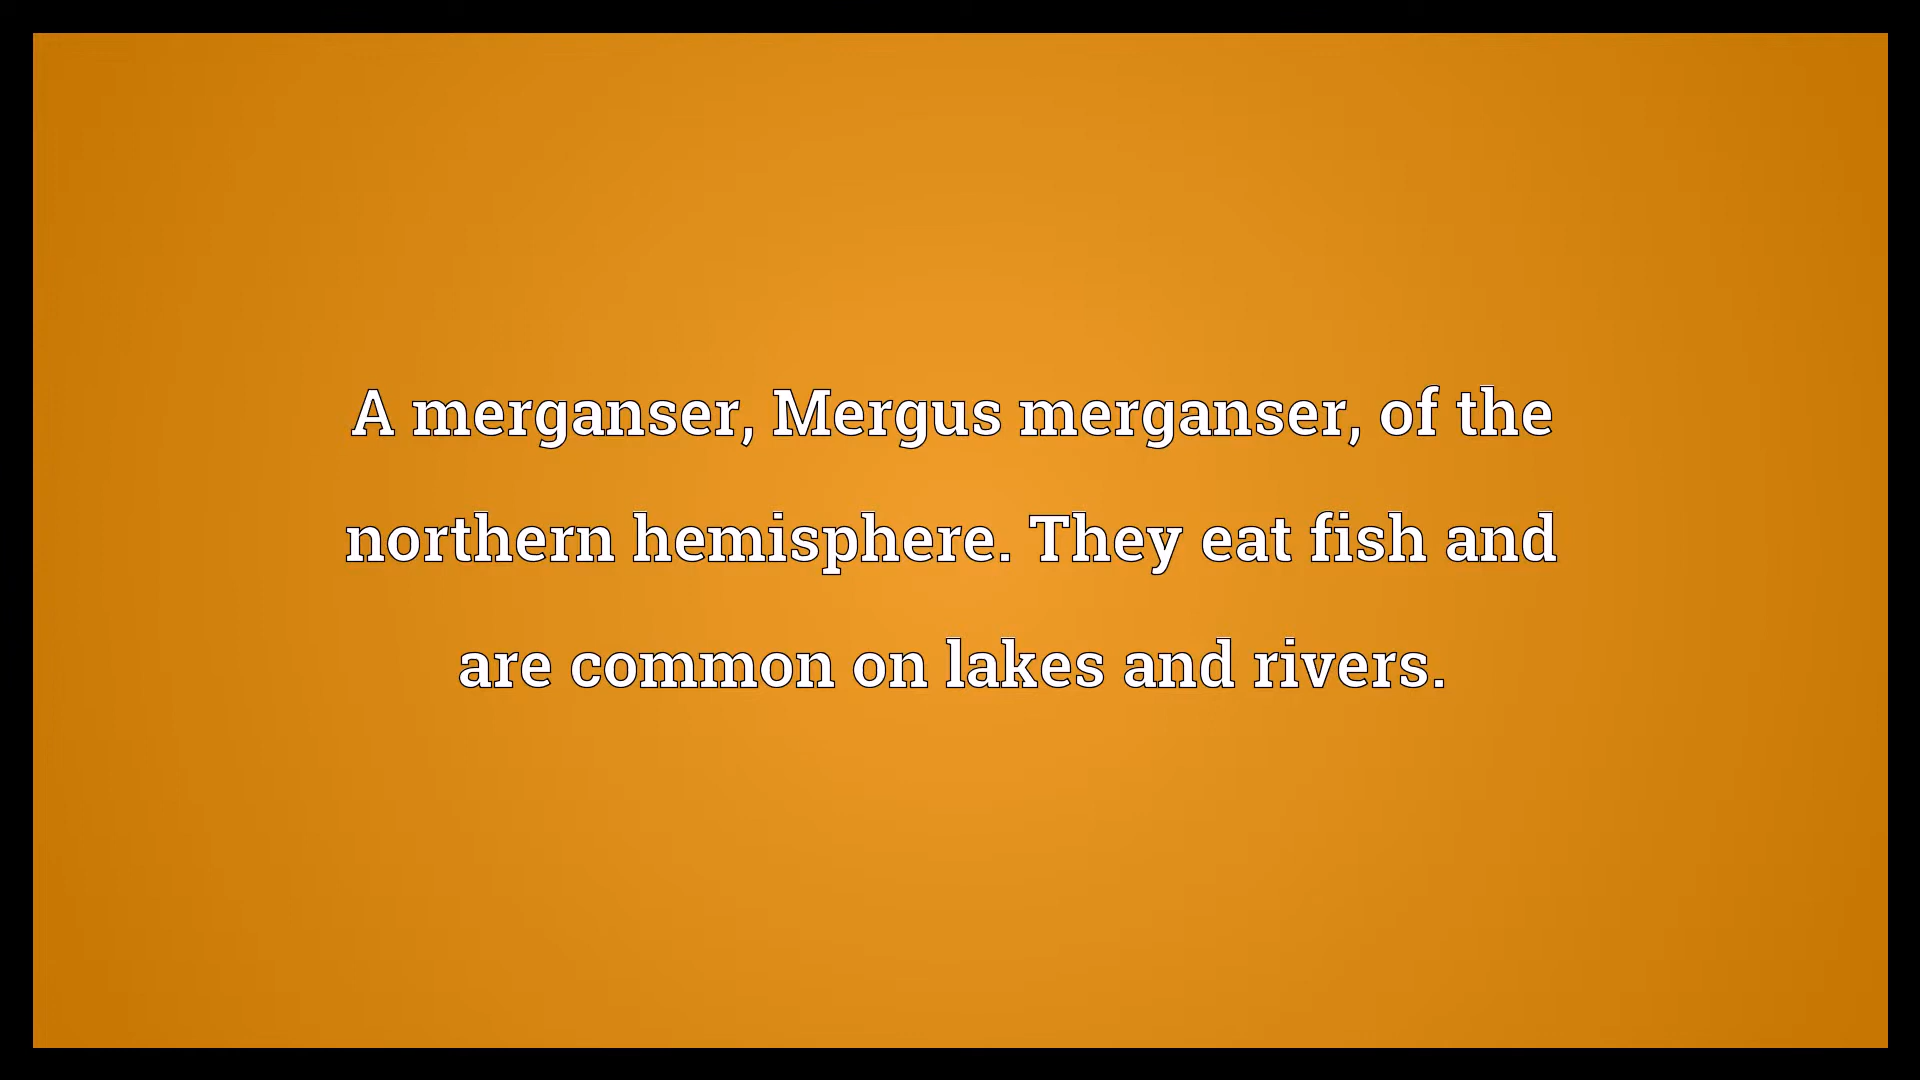 A merganser, Mergus merganser, of the
northern hemisphere. They eat fish and
are common on lakes and rivers.